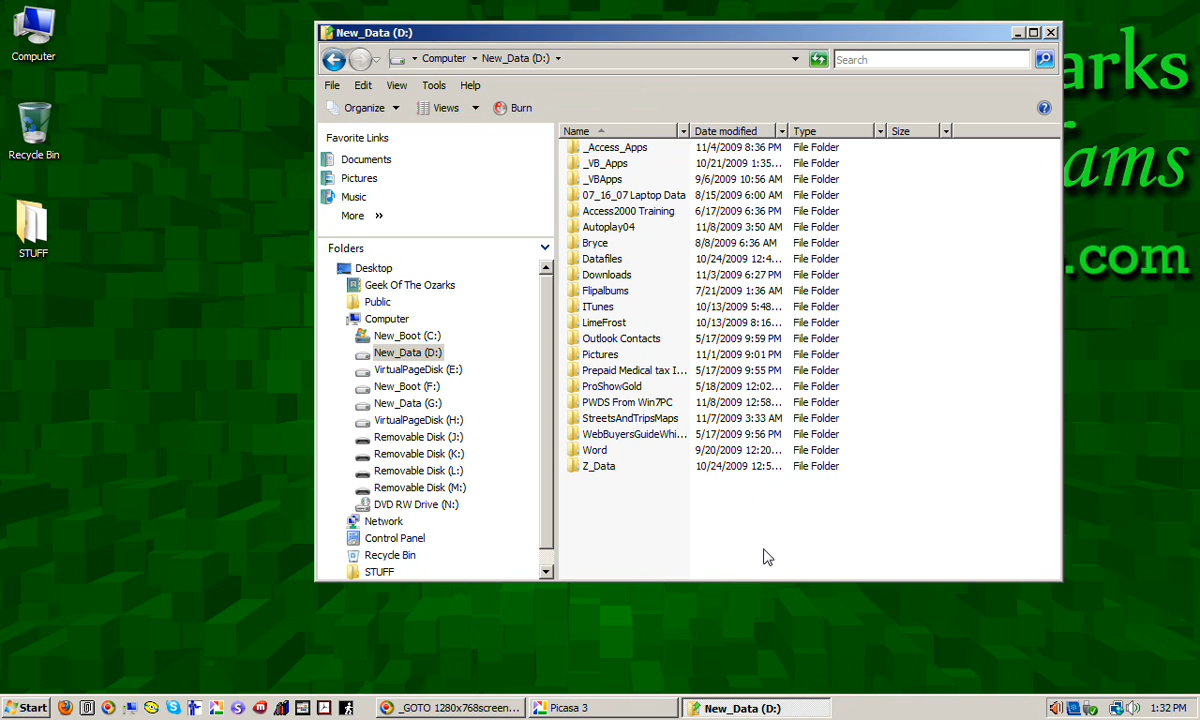 Computer
Recycle Bin
STUFF
arks
ams
.com
New_Data (D:)
Computer New_Data (D:)
Search
File Edit View Tools Help
Organize Views Burn
Favorite Links
Documents
Pictures
Music
More »
Folders
Desktop
Geek Of The Ozarks
Public
Computer
New_Boot (C:)
New_Data (D:)
VirtualPageDisk (E:)
New_Boot (F:)
New_Data (G:)
VirtualPageDisk (H:)
Removable Disk (J:)
Removable Disk (K:)
Removable Disk (L:)
Removable Disk (M:)
DVD RW Drive (N:)
Network
Control Panel
Recycle Bin
STUFF
Name Date modified Type Size
_Access_Apps 11/4/2009 8:36 PM File Folder
_VB_Apps 10/21/2009 1:35... File Folder
_VBApps 9/6/2009 10:56 AM File Folder
07_16_07 Laptop Data 8/15/2009 6:00 AM File Folder
Access2000 Training 6/17/2009 6:36 PM File Folder
Autoplay04 11/8/2009 3:50 AM File Folder
Bryce 8/8/2009 6:36 AM File Folder
Datafiles 10/24/2009 12:4... File Folder
Downloads 11/3/2009 6:27 PM File Folder
Flipalbums 7/21/2009 1:36 AM File Folder
ITunes 10/13/2009 5:48... File Folder
LimeFrost 10/13/2009 8:16... File Folder
Outlook Contacts 5/17/2009 9:59 PM File Folder
Pictures 11/1/2009 9:01 PM File Folder
Prepaid Medical tax I... 5/17/2009 9:55 PM File Folder
ProShowGold 5/18/2009 12:02... File Folder
PWDS From Win7PC 11/8/2009 12:58... File Folder
StreetsAndTripsMaps 11/7/2009 3:33 AM File Folder
WebBuyersGuideWhi... 5/17/2009 9:56 PM File Folder
Word 9/20/2009 12:20... File Folder
Z_Data 10/24/2009 12:5... File Folder
Start
_GOTO 1280x768screen...
Picasa 3
New_Data (D:)
1:32 PM